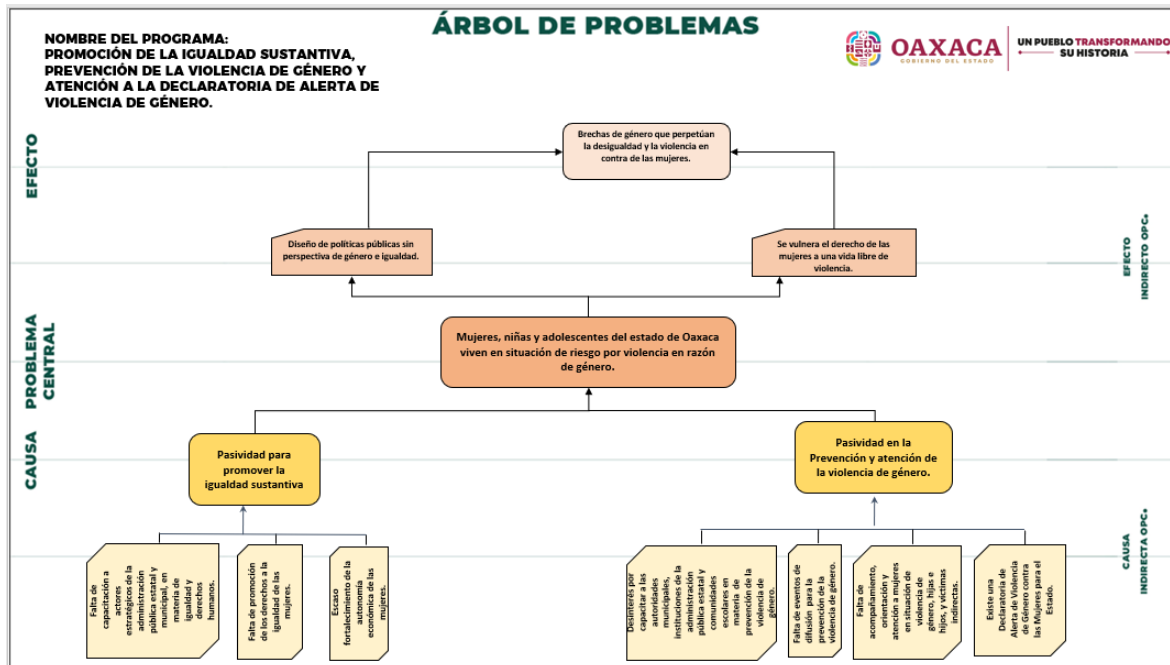 ÁRBOL DE PROBLEMAS
NOMBRE DEL PROGRAMA:
PROMOCIÓN DE LA IGUALDAD SUSTANTIVA,
PREVENCIÓN DE LA VIOLENCIA DE GÉNERO Y
ATENCIÓN A LA DECLARATORIA DE ALERTA DE
VIOLENCIA DE GÉNERO.
OAXACA
GOBIERNO DEL ESTADO
UN PUEBLO TRANSFORMANDO
SU HISTORIA
EFECTO
Brechas de género que perpetúan
la desigualdad y la violencia en
contra de las mujeres.
Diseño de políticas públicas sin
perspectiva de género e igualdad.
Se vulnera el derecho de las
mujeres a una vida libre de
violencia.
EFECTO
INDIRECTO OPC.
PROBLEMA
CENTRAL
Mujeres, niñas y adolescentes del estado de Oaxaca
viven en situación de riesgo por violencia en razón
de género.
CAUSA
Pasividad para
promover la
igualdad sustantiva
Pasividad en la
Prevención y atención de
la violencia de género.
CAUSA
INDIRECTA OPC.
Falta de
capacitación a
actores
estratégicos de la
administración
pública estatal y
municipal, en
materia de
igualdad y
derechos
humanos.
Falta de promoción
de los derechos a la
igualdad de las
mujeres.
Escaso
fortalecimiento de la
autonomía
económica de las
mujeres.
Desinterés por
capacitar a las
autoridades
municipales,
instituciones de la
administración
pública estatal y
comunidades
escolares en
materia de
prevención de la
violencia de
género.
Falta de eventos de
difusión para la
prevención de la
violencia de género.
Falta de
acompañamiento,
orientación y
atención a mujeres
en situación de
violencia de
género, hijas e
hijos, y víctimas
indirectas.
Existe una
Declaratoria de
Alerta de Violencia
de Género contra
las Mujeres para el
Estado.